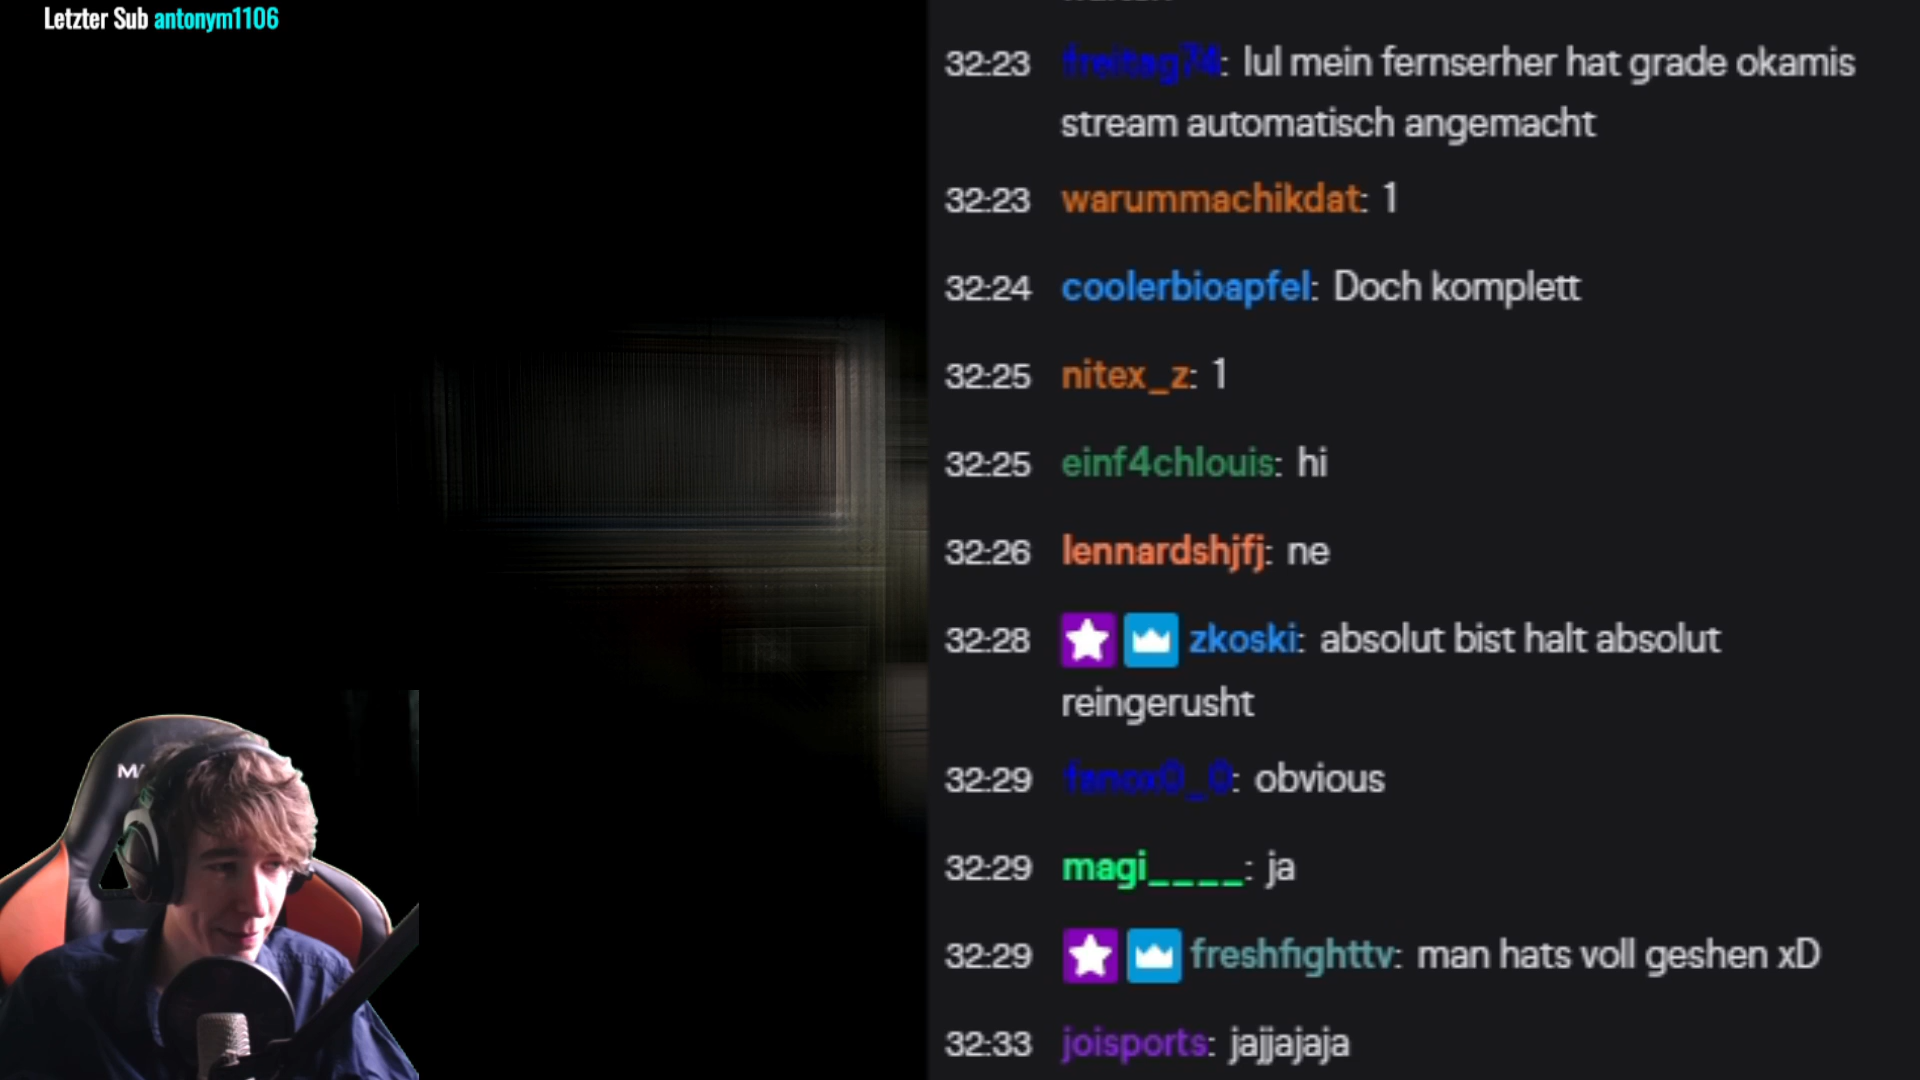 Letzter Sub antonym1106
32:23 freitag74: lul mein fernserher hat grade okamis
stream automatisch angemacht
32:23 warummachikdat: 1
32:24 coolerbioapfel: Doch komplett
32:25 nitex_z: 1
32:25 einf4chlouis: hi
32:26 lennardshjfj: ne
32:28 zkoski: absolut bist halt absolut
reingerusht
32:29 fancx0_0: obvious
32:29 magi____: ja
32:29 freshfighttv: man hats voll geshen xD
32:33 joisports: jajjajaja